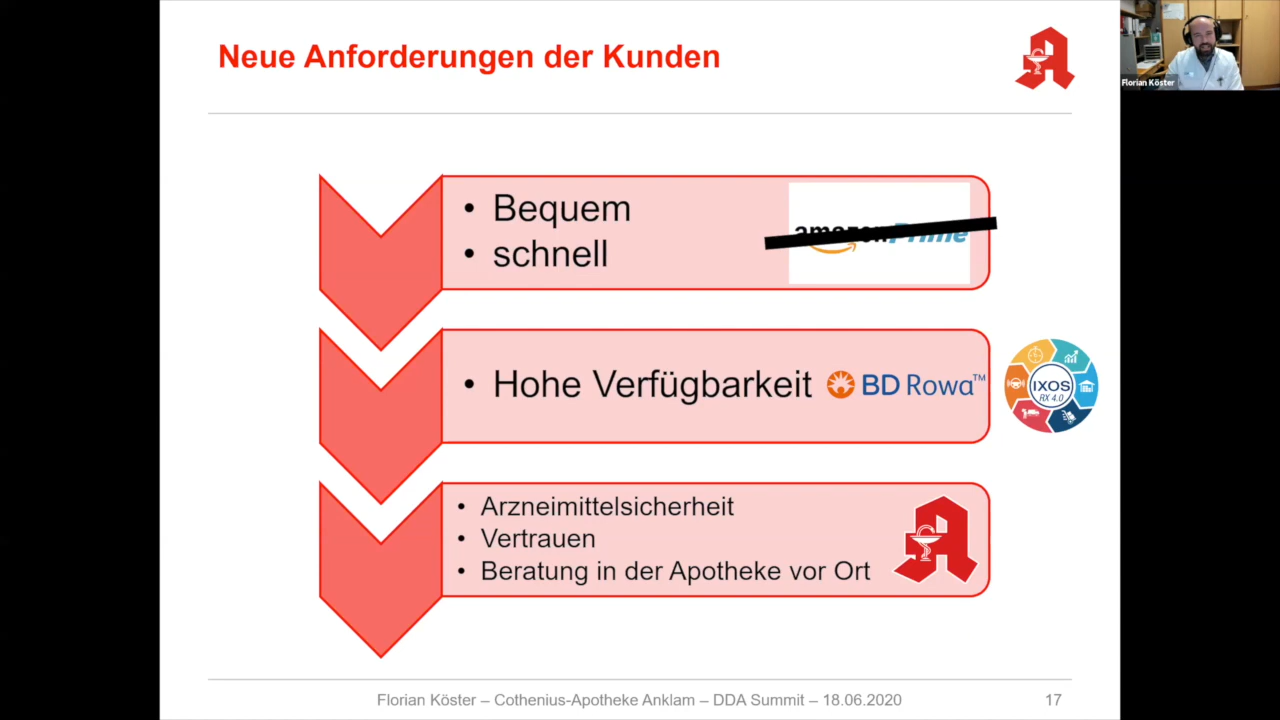 Neue Anforderungen der Kunden
Florian Köster
• Bequem
• schnell
amazonPrime
• Hohe Verfügbarkeit
BD Rowa™
IXOS
RX 4.0
• Arzneimittelsicherheit
• Vertrauen
• Beratung in der Apotheke vor Ort
Florian Köster – Cothenius-Apotheke Anklam – DDA Summit – 18.06.2020
17